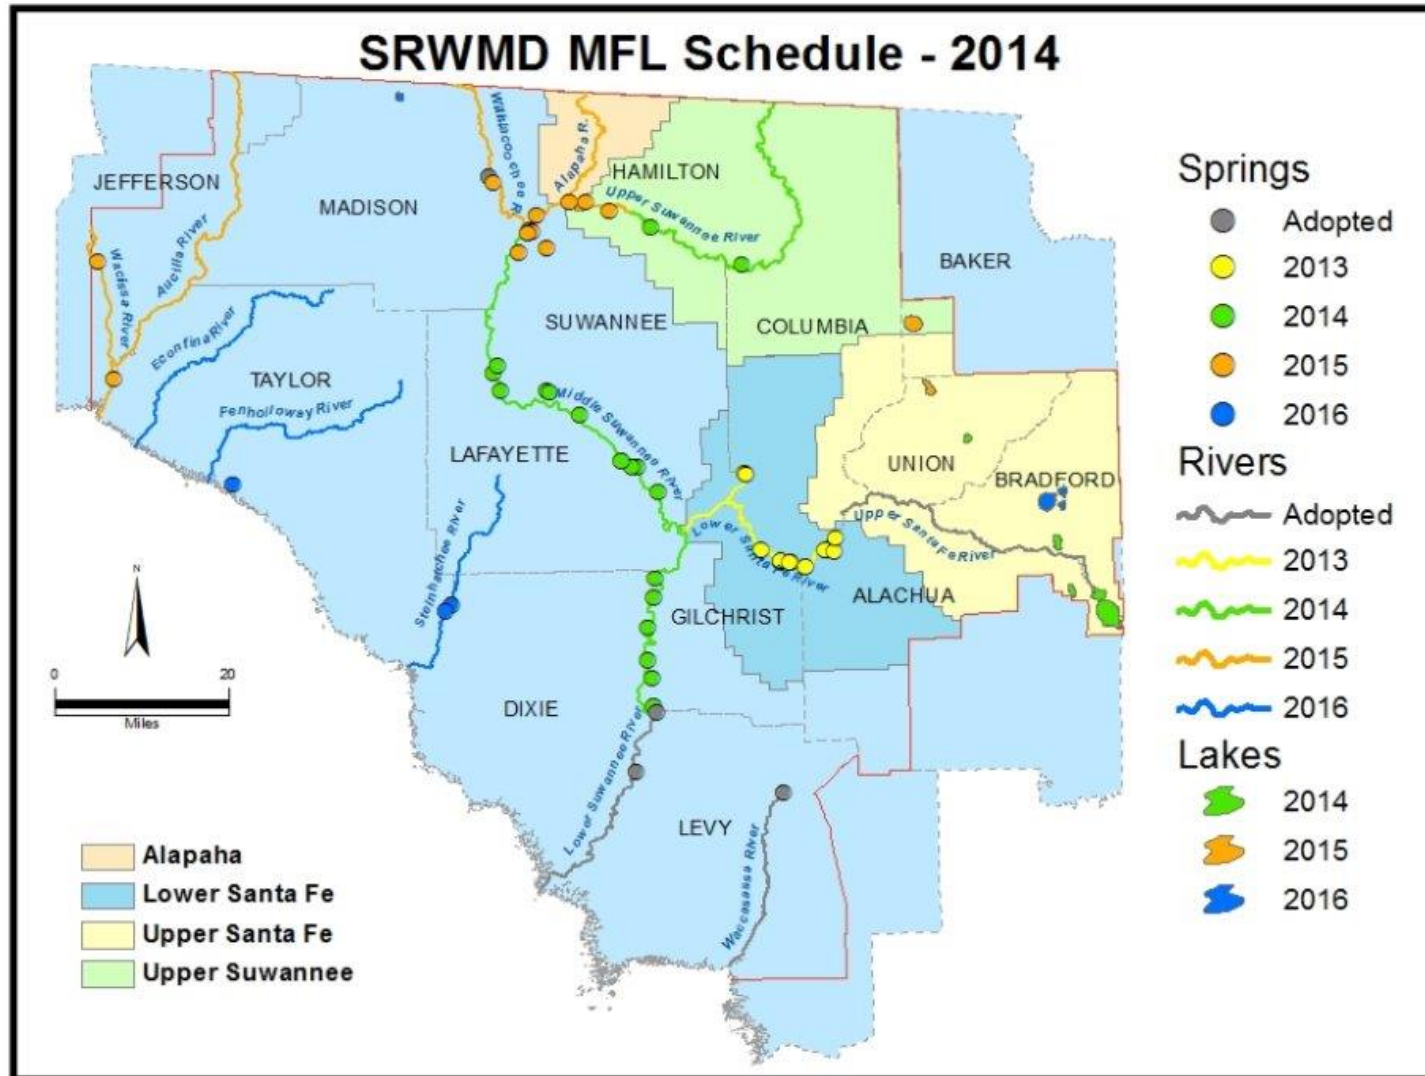 SRWMD MFL Schedule - 2014
JEFFERSON
MADISON
HAMILTON
BAKER
COLUMBIA
SUWANNEE
TAYLOR
LAFAYETTE
UNION
BRADFORD
ALACHUA
GILCHRIST
DIXIE
LEVY
Wacissa River
Aucilla River
Econfina River
Fenholloway River
Steinhatchee River
Withlacoochee R.
Alapaha R.
Upper Suwannee River
Middle Suwannee River
Lower Santa Fe River
Upper Santa Fe River
Lower Suwannee River
Waccasassa River
N
0 20
Miles
Alapaha
Lower Santa Fe
Upper Santa Fe
Upper Suwannee
Springs
Adopted
2013
2014
2015
2016
Rivers
Adopted
2013
2014
2015
2016
Lakes
2014
2015
2016